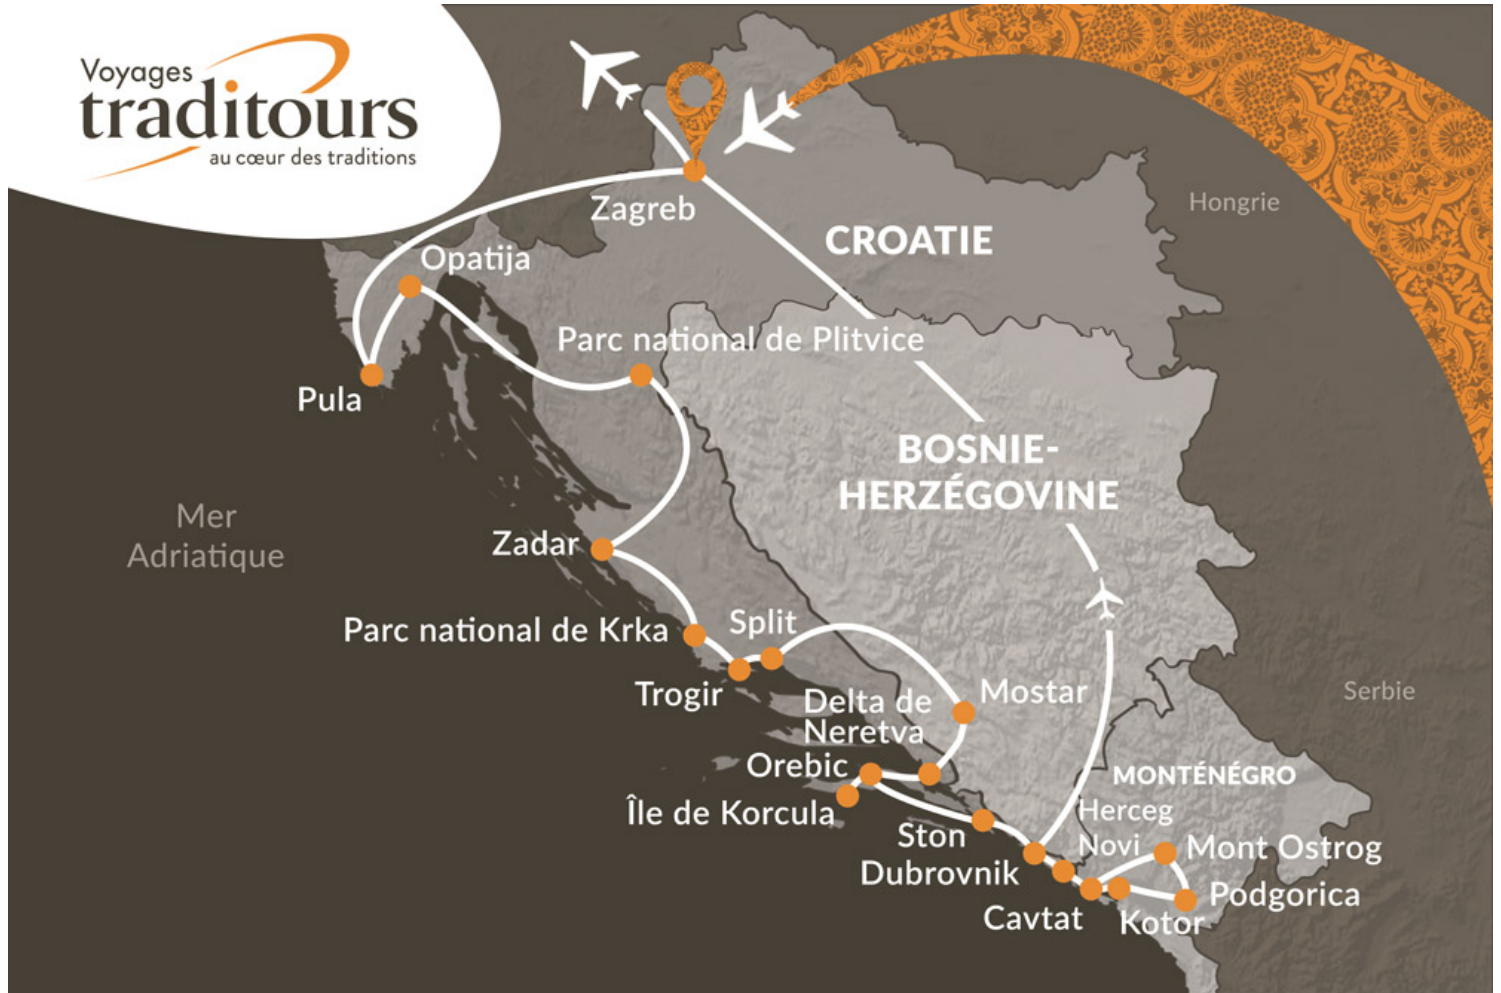 Voyages
traditours
au cœur des traditions
Hongrie
Zagreb
CROATIE
Opatija
Parc national de Plitvice
Pula
BOSNIE-
HERZÉGOVINE
Mer
Adriatique
Zadar
Parc national de Krka
Split
Trogir
Mostar
Serbie
Delta de
Neretva
Orebic
MONTÉNÉGRO
Île de Korcula
Herceg
Novi
Ston
Mont Ostrog
Dubrovnik
Podgorica
Cavtat
Kotor